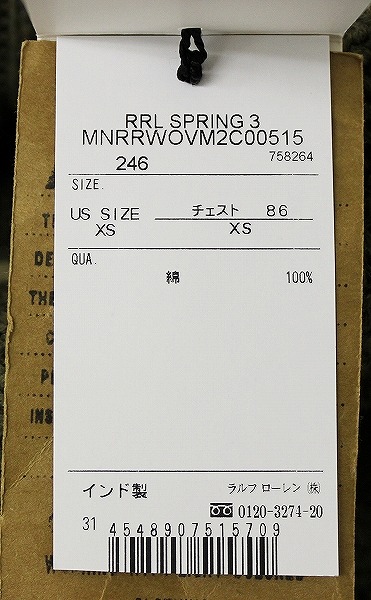 RRL SPRING 3
MNRRWOVM2C00515
246 758264
SIZE.
US SIZE チェスト 86
XS XS
QUA.
綿 100%
インド製 ラルフ ローレン ㈱
0120-3274-20
31 4548907515709